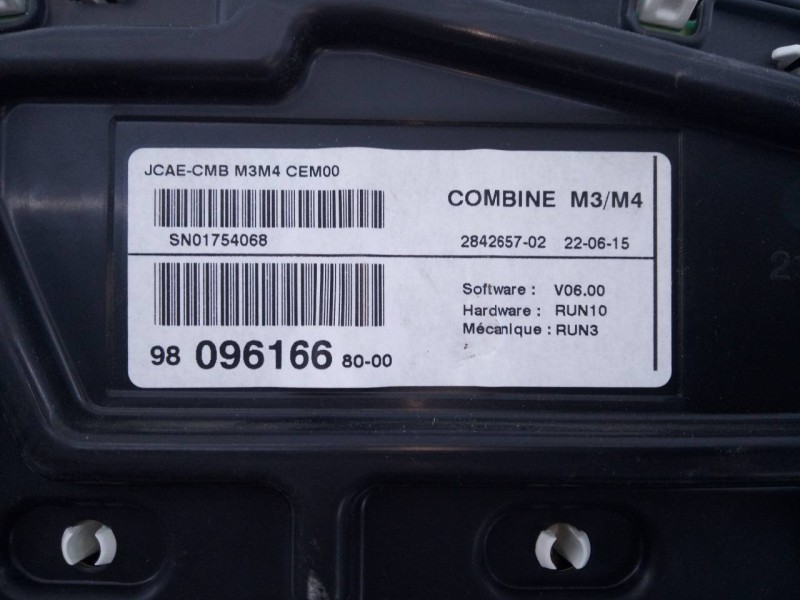 JCAE-CMB M3M4 CEM00
COMBINE M3/M4
SN01754068
2842657-02 22-06-15
Software : V06.00
Hardware : RUN10
Mécanique : RUN3
98 096166 80-00